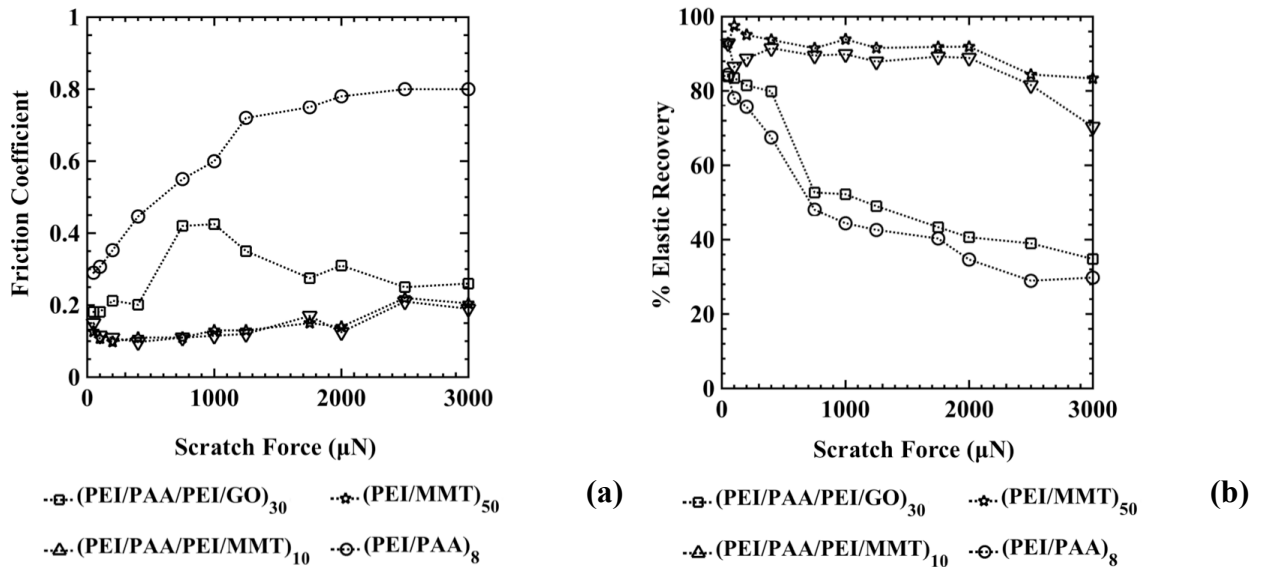 1
0.8
0.6
0.4
0.2
0
Friction Coefficient
0 1000 2000 3000
Scratch Force (µN)
(PEI/PAA/PEI/GO)30 (PEI/MMT)50
(PEI/PAA/PEI/MMT)10 (PEI/PAA)8
(a)
100
80
60
40
20
0
% Elastic Recovery
0 1000 2000 3000
Scratch Force (µN)
(PEI/PAA/PEI/GO)30 (PEI/MMT)50
(PEI/PAA/PEI/MMT)10 (PEI/PAA)8
(b)